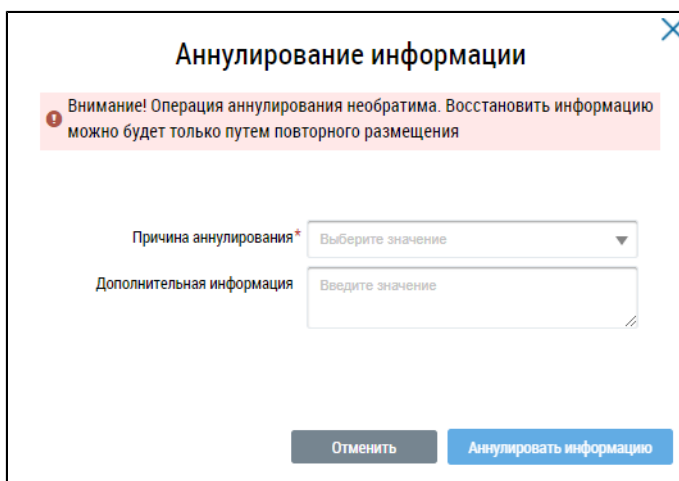 Аннулирование информации
Внимание! Операция аннулирования необратима. Восстановить информацию
можно будет только путем повторного размещения
Причина аннулирования* Выберите значение
Дополнительная информация Введите значение
Отменить Аннулировать информацию